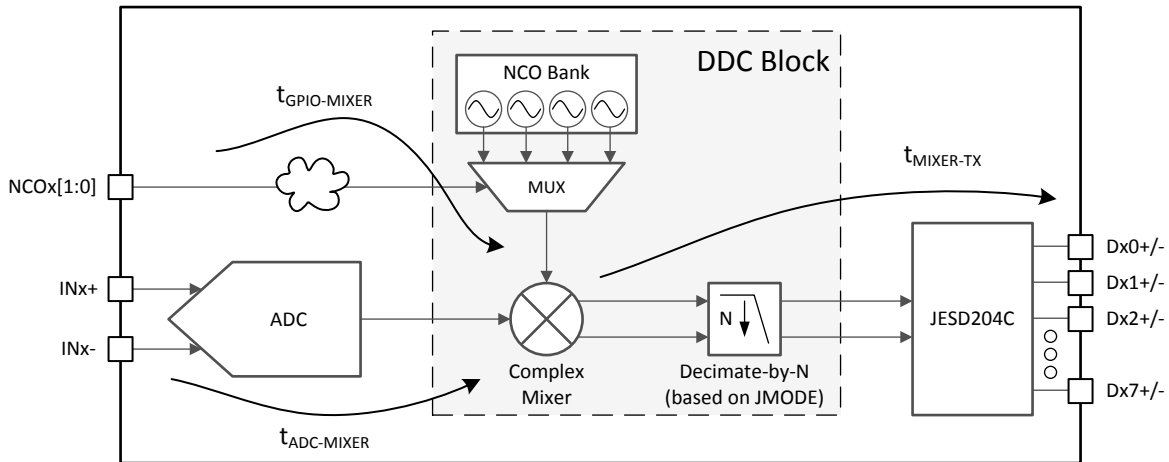 NCO Bank
DDC Block
tGPIO-MIXER
tMIXER-TX
NCOx[1:0]
MUX
Dx0+/-
INx+
Dx1+/-
ADC
N
JESD204C
Dx2+/-
INx-
Complex
Mixer
Decimate-by-N
(based on JMODE)
Dx7+/-
tADC-MIXER